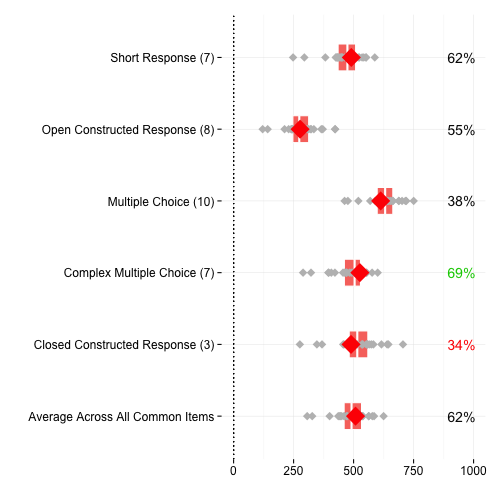 Short Response (7) 62%
Open Constructed Response (8) 55%
Multiple Choice (10) 38%
Complex Multiple Choice (7) 69%
Closed Constructed Response (3) 34%
Average Across All Common Items 62%
0 250 500 750 1000